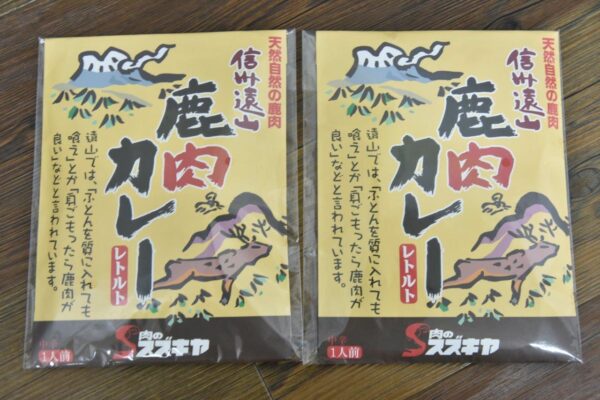 天然自然の鹿肉
信州遠山
鹿肉カレー
レトルト
遠山では、「ふとんを質に入れても
喰え」とか「身ごもったら鹿肉が
良い」などと言われています。
中辛
1人前
肉の
スズキヤ
天然自然の鹿肉
信州遠山
鹿肉カレー
レトルト
遠山では、「ふとんを質に入れても
喰え」とか「身ごもったら鹿肉が
良い」などと言われています。
中辛
1人前
肉の
スズキヤ